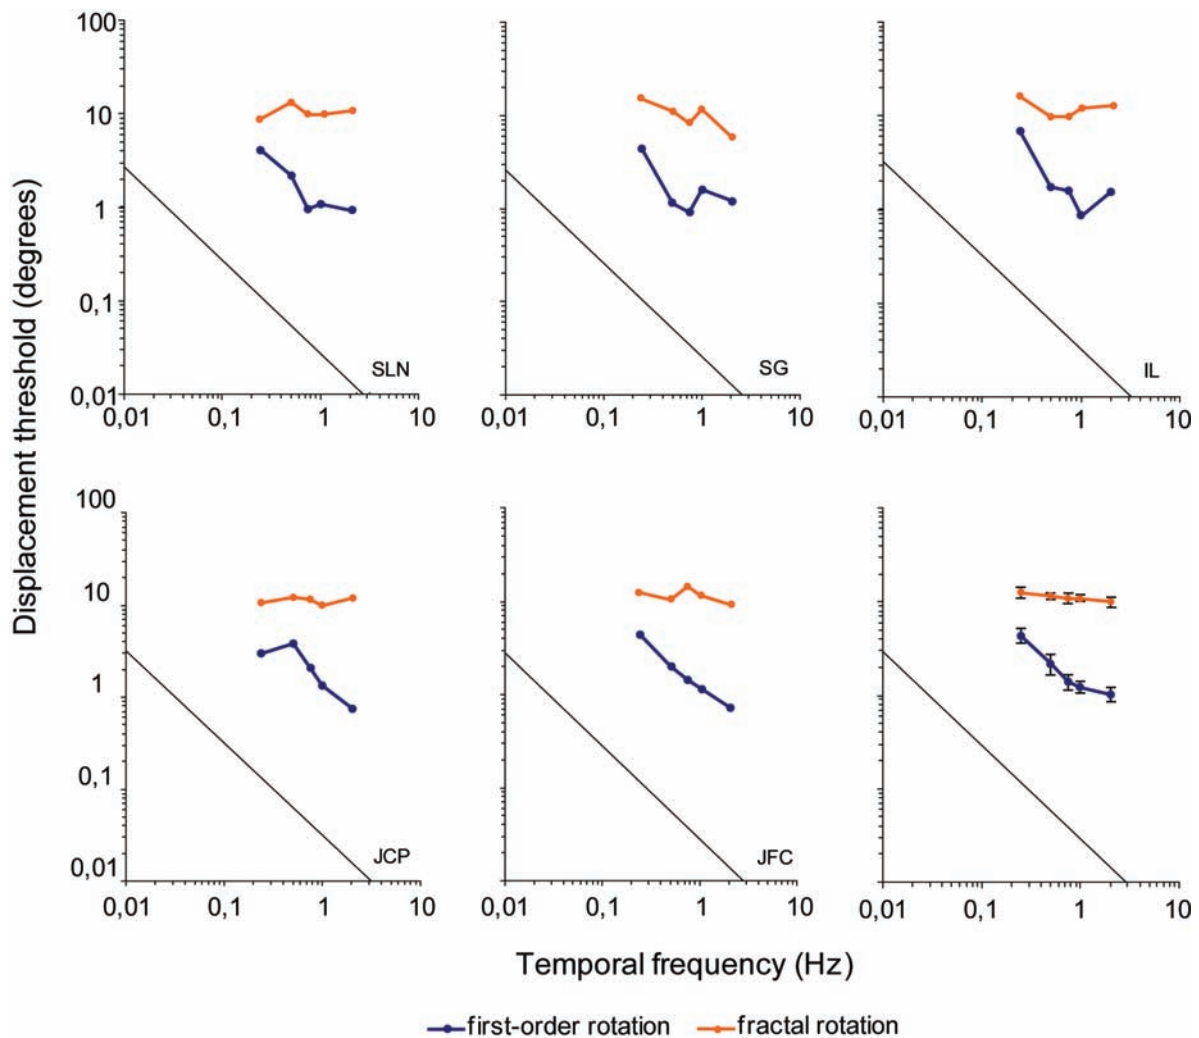 Displacement threshold (degrees)
100
10
1
0,1
0,01
SLN
SG
IL
0,01 0,1 1 10
0,01 0,1 1 10
0,01 0,1 1 10
100
10
1
0,1
0,01
JCP
JFC
0,01 0,1 1 10
0,01 0,1 1 10
0,01 0,1 1 10
Temporal frequency (Hz)
first-order rotation fractal rotation